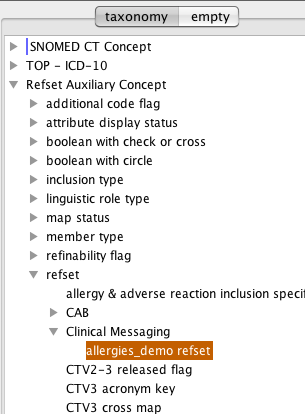 taxonomy empty
SNOMED CT Concept
TOP - ICD-10
Refset Auxiliary Concept
additional code flag
attribute display status
boolean with check or cross
boolean with circle
inclusion type
linguistic role type
map status
member type
refinability flag
refset
allergy & adverse reaction inclusion specif
CAB
Clinical Messaging
allergies_demo refset
CTV2-3 released flag
CTV3 acronym key
CTV3 cross map